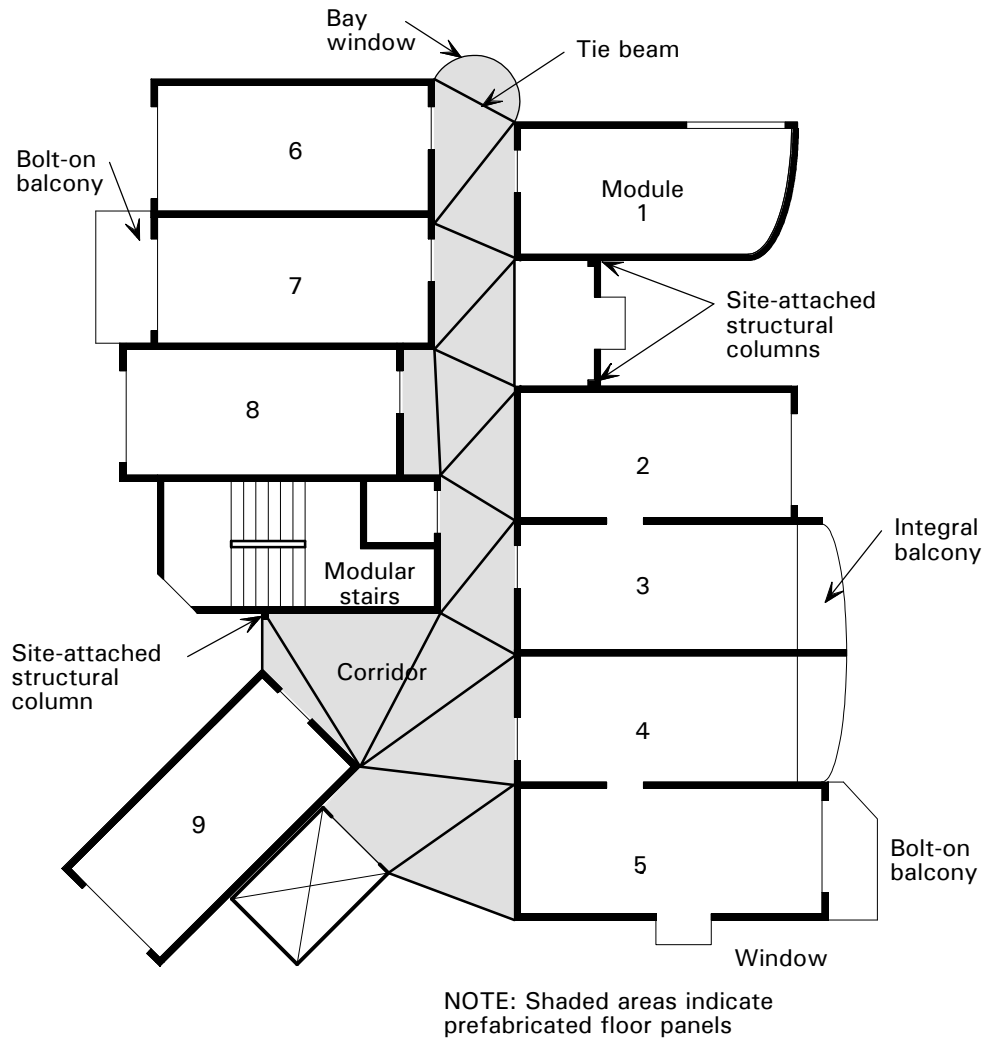 Bay
window
Tie beam
6
Bolt-on
balcony
Module
1
7
Site-attached
structural
columns
8
2
Integral
balcony
3
Modular
stairs
Site-attached
structural
column
Corridor
4
9
5
Bolt-on
balcony
Window
NOTE: Shaded areas indicate
prefabricated floor panels